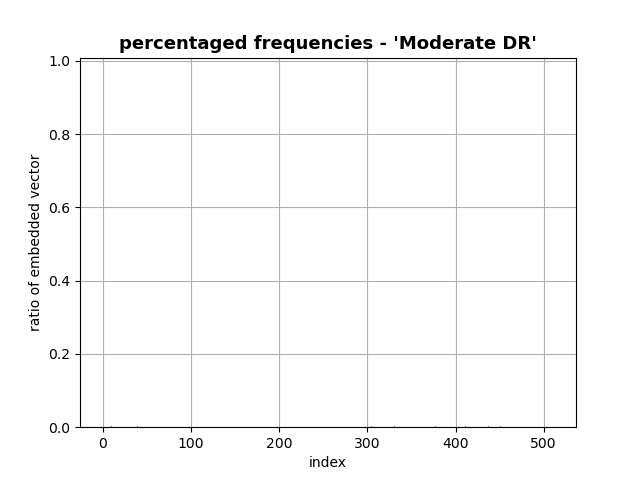 percentaged frequencies - 'Moderate DR'
1.0
0.8
0.6
0.4
0.2
0.0
ratio of embedded vector
0 100 200 300 400 500
index